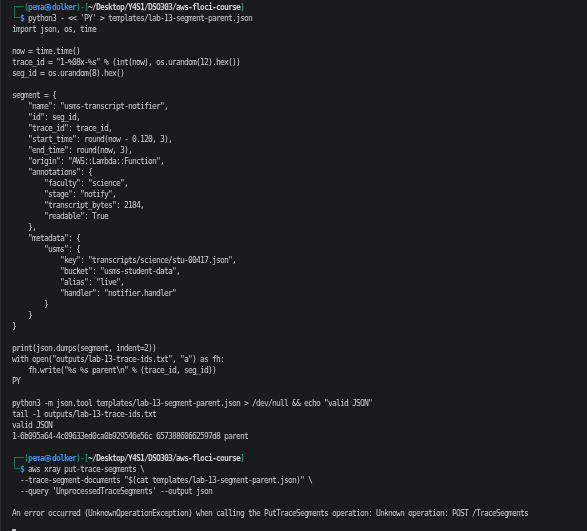 ┌──(pema㉿dolker)-[~/Desktop/Y4S1/DSO303/aws-floci-course]
└─$ python3 - << 'PY' > templates/lab-13-segment-parent.json
import json, os, time

now = time.time()
trace_id = "1-%08x-%s" % (int(now), os.urandom(12).hex())
seg_id = os.urandom(8).hex()

segment = {
    "name": "usms-transcript-notifier",
    "id": seg_id,
    "trace_id": trace_id,
    "start_time": round(now - 0.120, 3),
    "end_time": round(now, 3),
    "origin": "AWS::Lambda::Function",
    "annotations": {
        "faculty": "science",
        "stage": "notify",
        "transcript_bytes": 2184,
        "readable": True
    },
    "metadata": {
        "usms": {
            "key": "transcripts/science/stu-00417.json",
            "bucket": "usms-student-data",
            "alias": "live",
            "handler": "notifier.handler"
        }
    }
}

print(json.dumps(segment, indent=2))
with open("outputs/lab-13-trace-ids.txt", "a") as fh:
    fh.write("%s %s parent\n" % (trace_id, seg_id))
PY

python3 -m json.tool templates/lab-13-segment-parent.json > /dev/null && echo "valid JSON"
tail -1 outputs/lab-13-trace-ids.txt
valid JSON
1-6b095a64-4c09633ed0ca0b929546e56c 65738860662597d8 parent

┌──(pema㉿dolker)-[~/Desktop/Y4S1/DSO303/aws-floci-course]
└─$ aws xray put-trace-segments \
  --trace-segment-documents "$(cat templates/lab-13-segment-parent.json)" \
  --query 'UnprocessedTraceSegments' --output json

An error occurred (UnknownOperationException) when calling the PutTraceSegments operation: Unknown operation: POST /TraceSegments